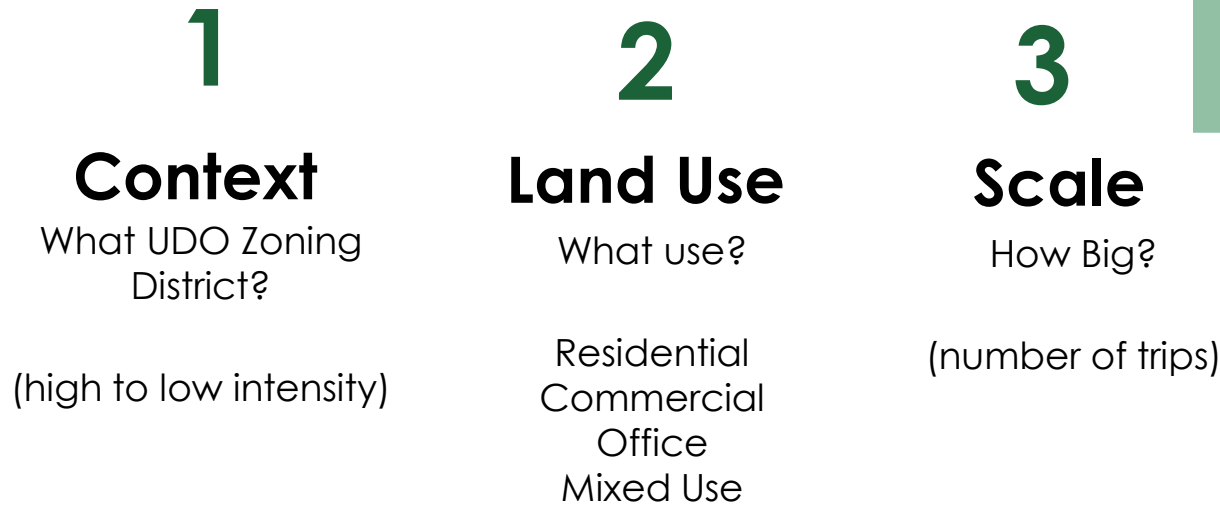 1
Context
What UDO Zoning
District?
(high to low intensity)
2
Land Use
What use?
Residential
Commercial
Office
Mixed Use
3
Scale
How Big?
(number of trips)